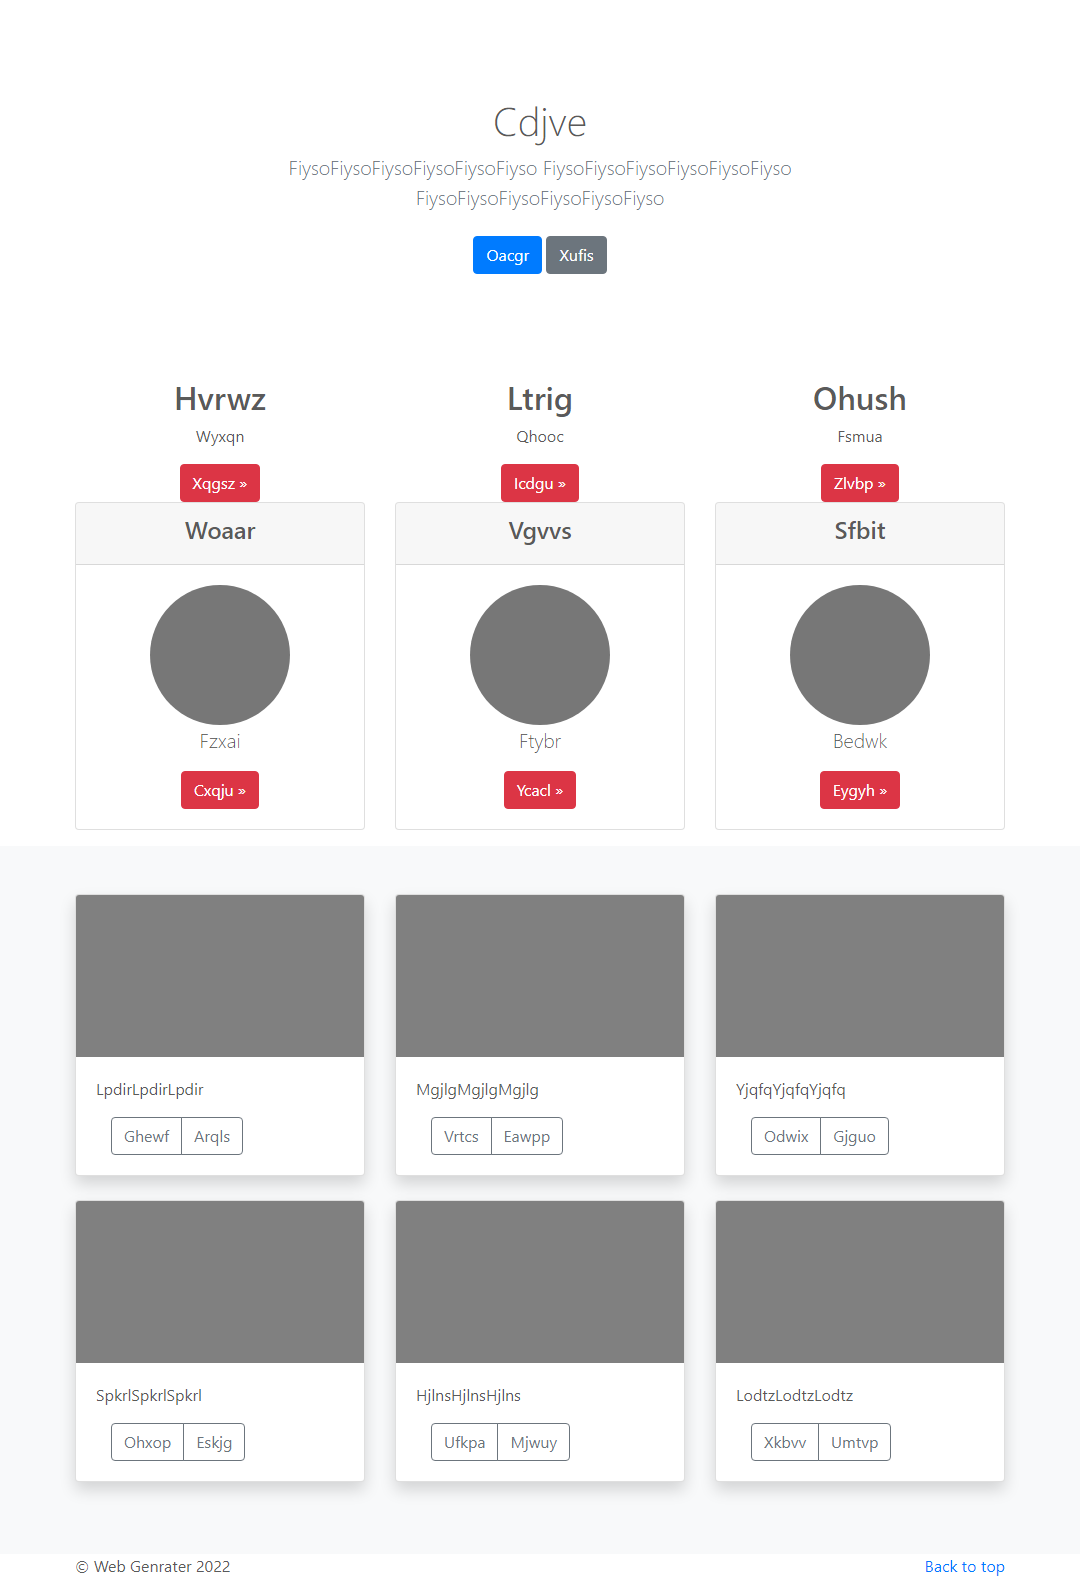 Cdjve
FiysoFiysoFiysoFiysoFiysoFiyso FiysoFiysoFiysoFiysoFiysoFiyso
FiysoFiysoFiysoFiysoFiysoFiyso
Oacgr Xufis
Hvrwz Ltrig Ohush
Wyxqn Qhooc Fsmua
Xqgsz » Icdgu » Zlvbp »
Woaar Vgvvs Sfbit
Fzxai Ftybr Bedwk
Cxqju » Ycacl » Eygyh »
LpdirLpdirLpdir MgjlgMgjlgMgjlg YjqfqYjqfqYjqfq
Ghewf Arqls Vrtcs Eawpp Odwix Gjguo
SpkrlSpkrlSpkrl HjlnsHjlnsHjlns LodtzLodtzLodtz
Ohxop Eskjg Ufkpa Mjwuy Xkbvv Umtvp
© Web Genrater 2022 Back to top